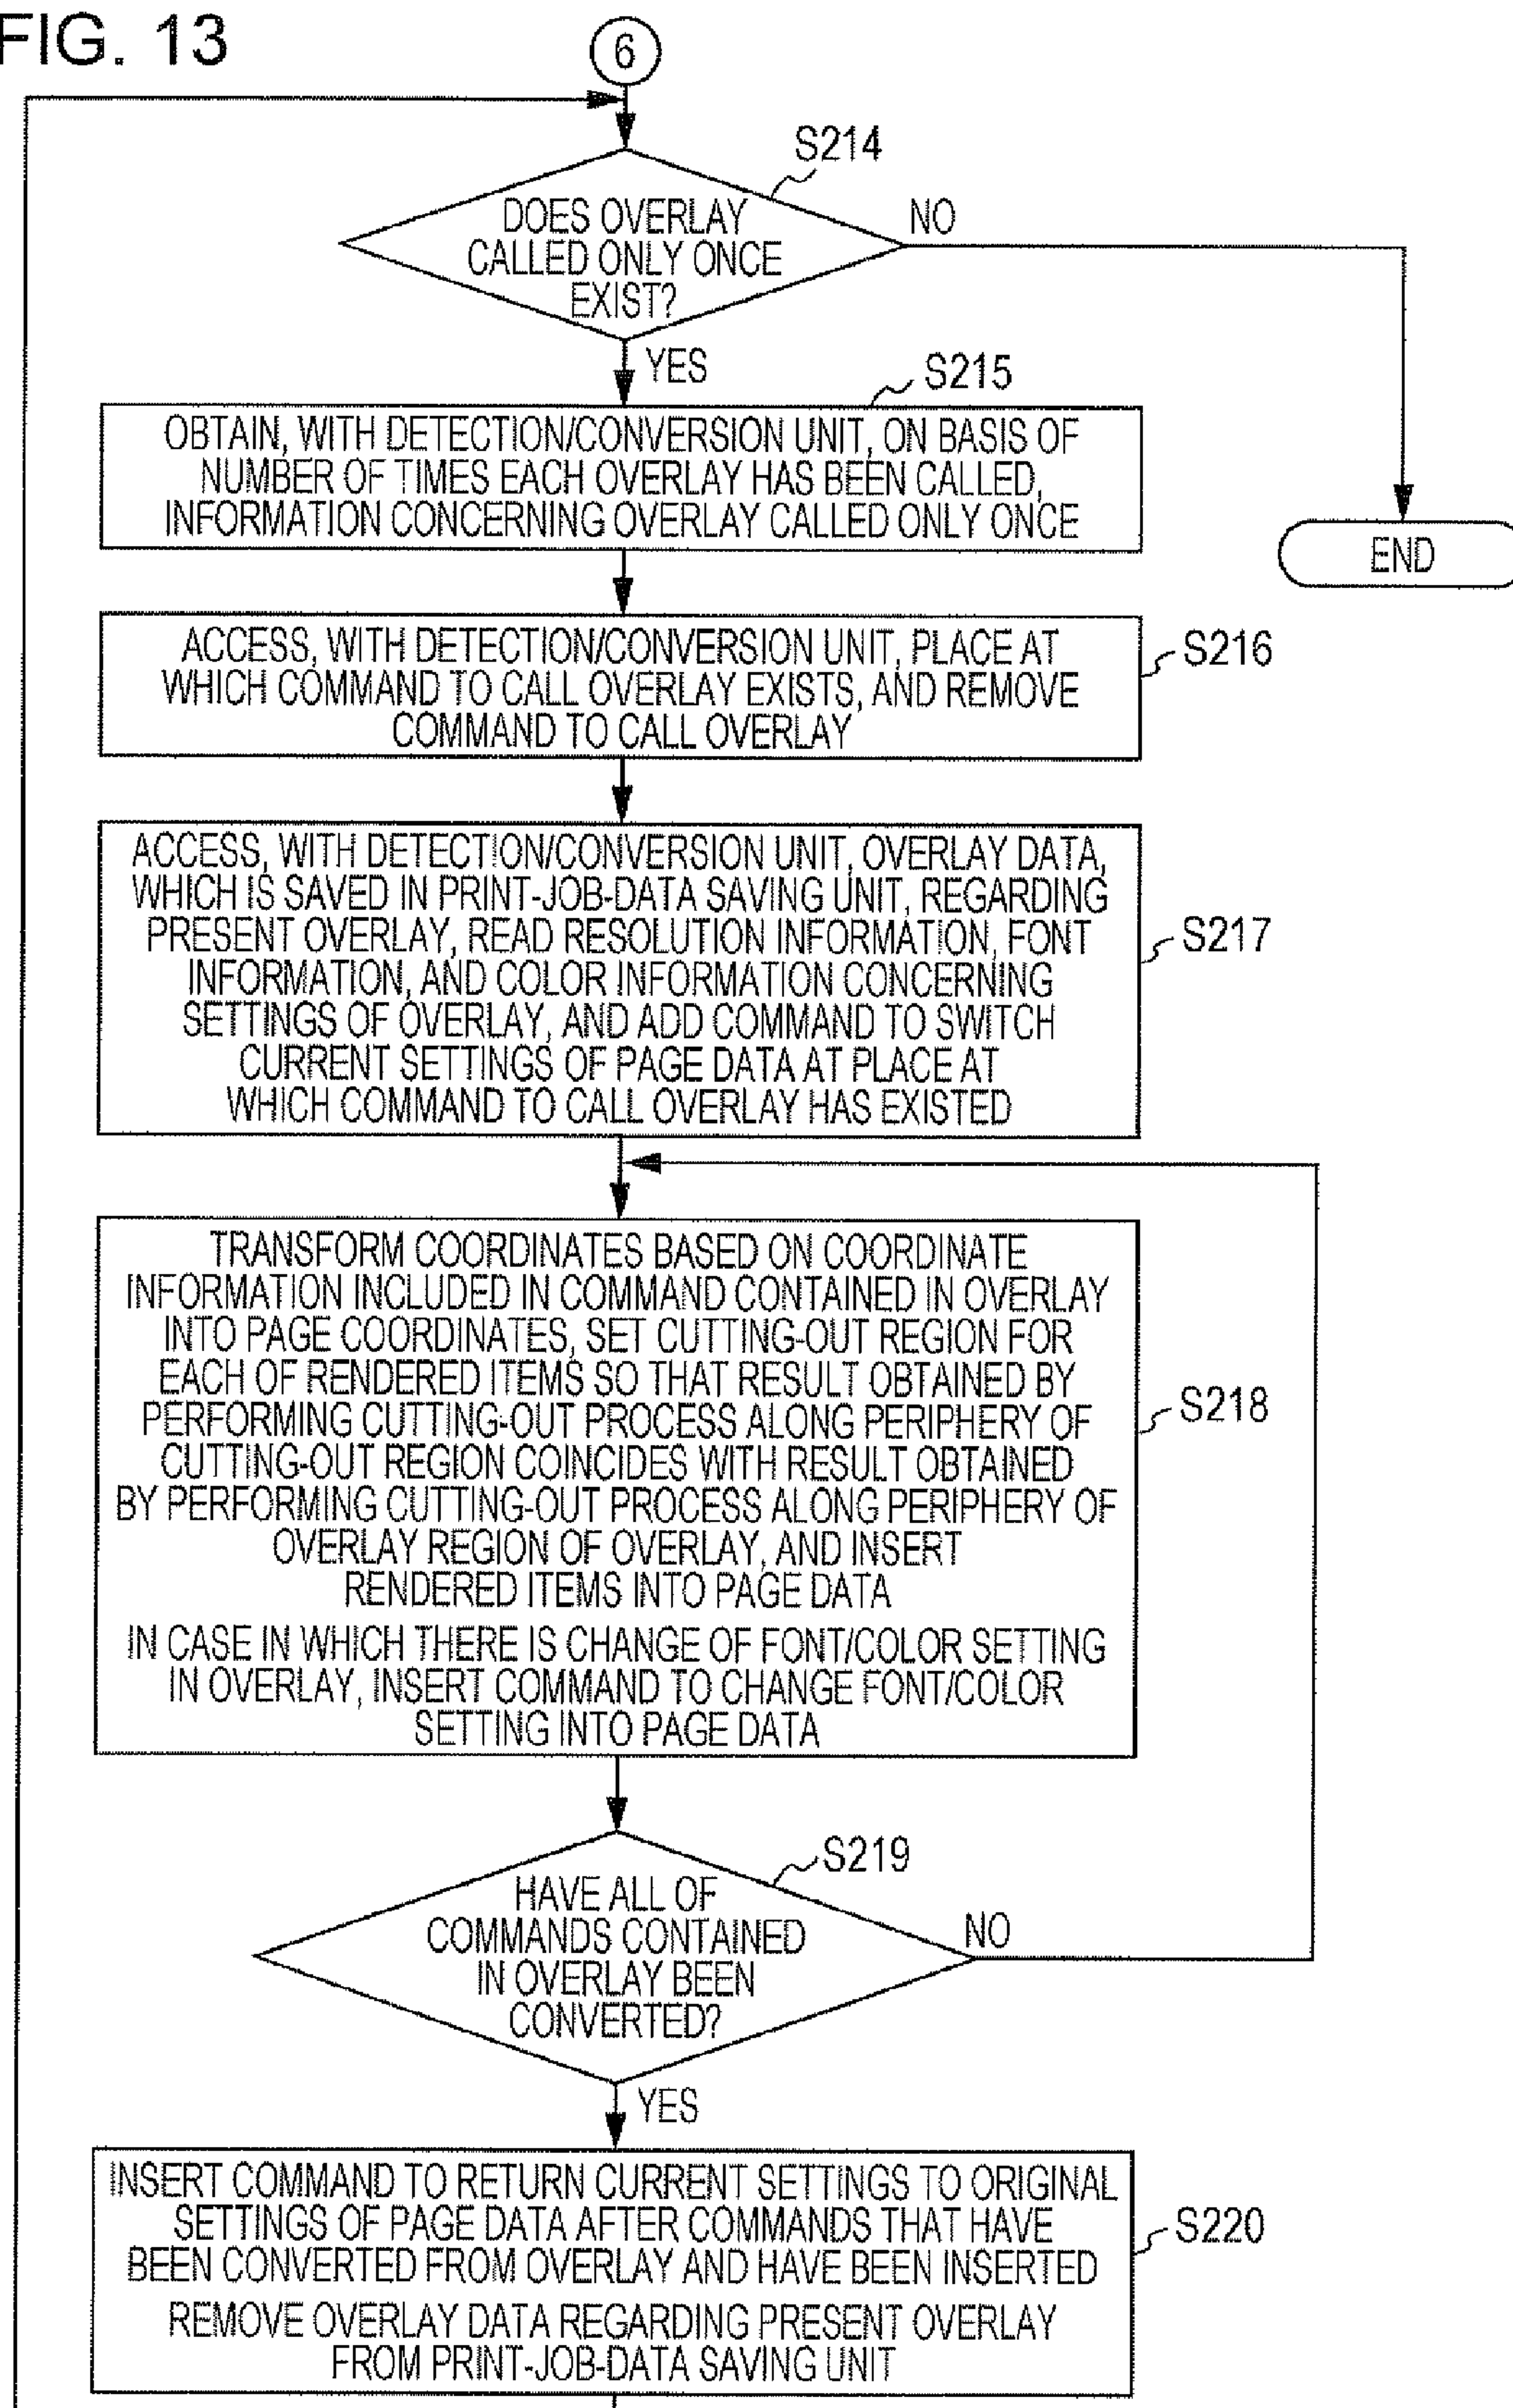 FIG. 13
6
S214
DOES OVERLAY
CALLED ONLY ONCE
EXIST?
NO
YES
S215
OBTAIN, WITH DETECTION/CONVERSION UNIT, ON BASIS OF
NUMBER OF TIMES EACH OVERLAY HAS BEEN CALLED,
INFORMATION CONCERNING OVERLAY CALLED ONLY ONCE
END
ACCESS, WITH DETECTION/CONVERSION UNIT, PLACE AT
WHICH COMMAND TO CALL OVERLAY EXISTS, AND REMOVE
COMMAND TO CALL OVERLAY
S216
ACCESS, WITH DETECTION/CONVERSION UNIT, OVERLAY DATA,
WHICH IS SAVED IN PRINT-JOB-DATA SAVING UNIT, REGARDING
PRESENT OVERLAY, READ RESOLUTION INFORMATION, FONT
INFORMATION, AND COLOR INFORMATION CONCERNING
SETTINGS OF OVERLAY, AND ADD COMMAND TO SWITCH
CURRENT SETTINGS OF PAGE DATA AT PLACE AT
WHICH COMMAND TO CALL OVERLAY HAS EXISTED
S217
TRANSFORM COORDINATES BASED ON COORDINATE
INFORMATION INCLUDED IN COMMAND CONTAINED IN OVERLAY
INTO PAGE COORDINATES, SET CUTTING-OUT REGION FOR
EACH OF RENDERED ITEMS SO THAT RESULT OBTAINED BY
PERFORMING CUTTING-OUT PROCESS ALONG PERIPHERY OF
CUTTING-OUT REGION COINCIDES WITH RESULT OBTAINED
BY PERFORMING CUTTING-OUT PROCESS ALONG PERIPHERY OF
OVERLAY REGION OF OVERLAY, AND INSERT
RENDERED ITEMS INTO PAGE DATA
IN CASE IN WHICH THERE IS CHANGE OF FONT/COLOR SETTING
IN OVERLAY, INSERT COMMAND TO CHANGE FONT/COLOR
SETTING INTO PAGE DATA
S218
S219
HAVE ALL OF
COMMANDS CONTAINED
IN OVERLAY BEEN
CONVERTED?
NO
YES
INSERT COMMAND TO RETURN CURRENT SETTINGS TO ORIGINAL
SETTINGS OF PAGE DATA AFTER COMMANDS THAT HAVE
BEEN CONVERTED FROM OVERLAY AND HAVE BEEN INSERTED
REMOVE OVERLAY DATA REGARDING PRESENT OVERLAY
FROM PRINT-JOB-DATA SAVING UNIT
S220